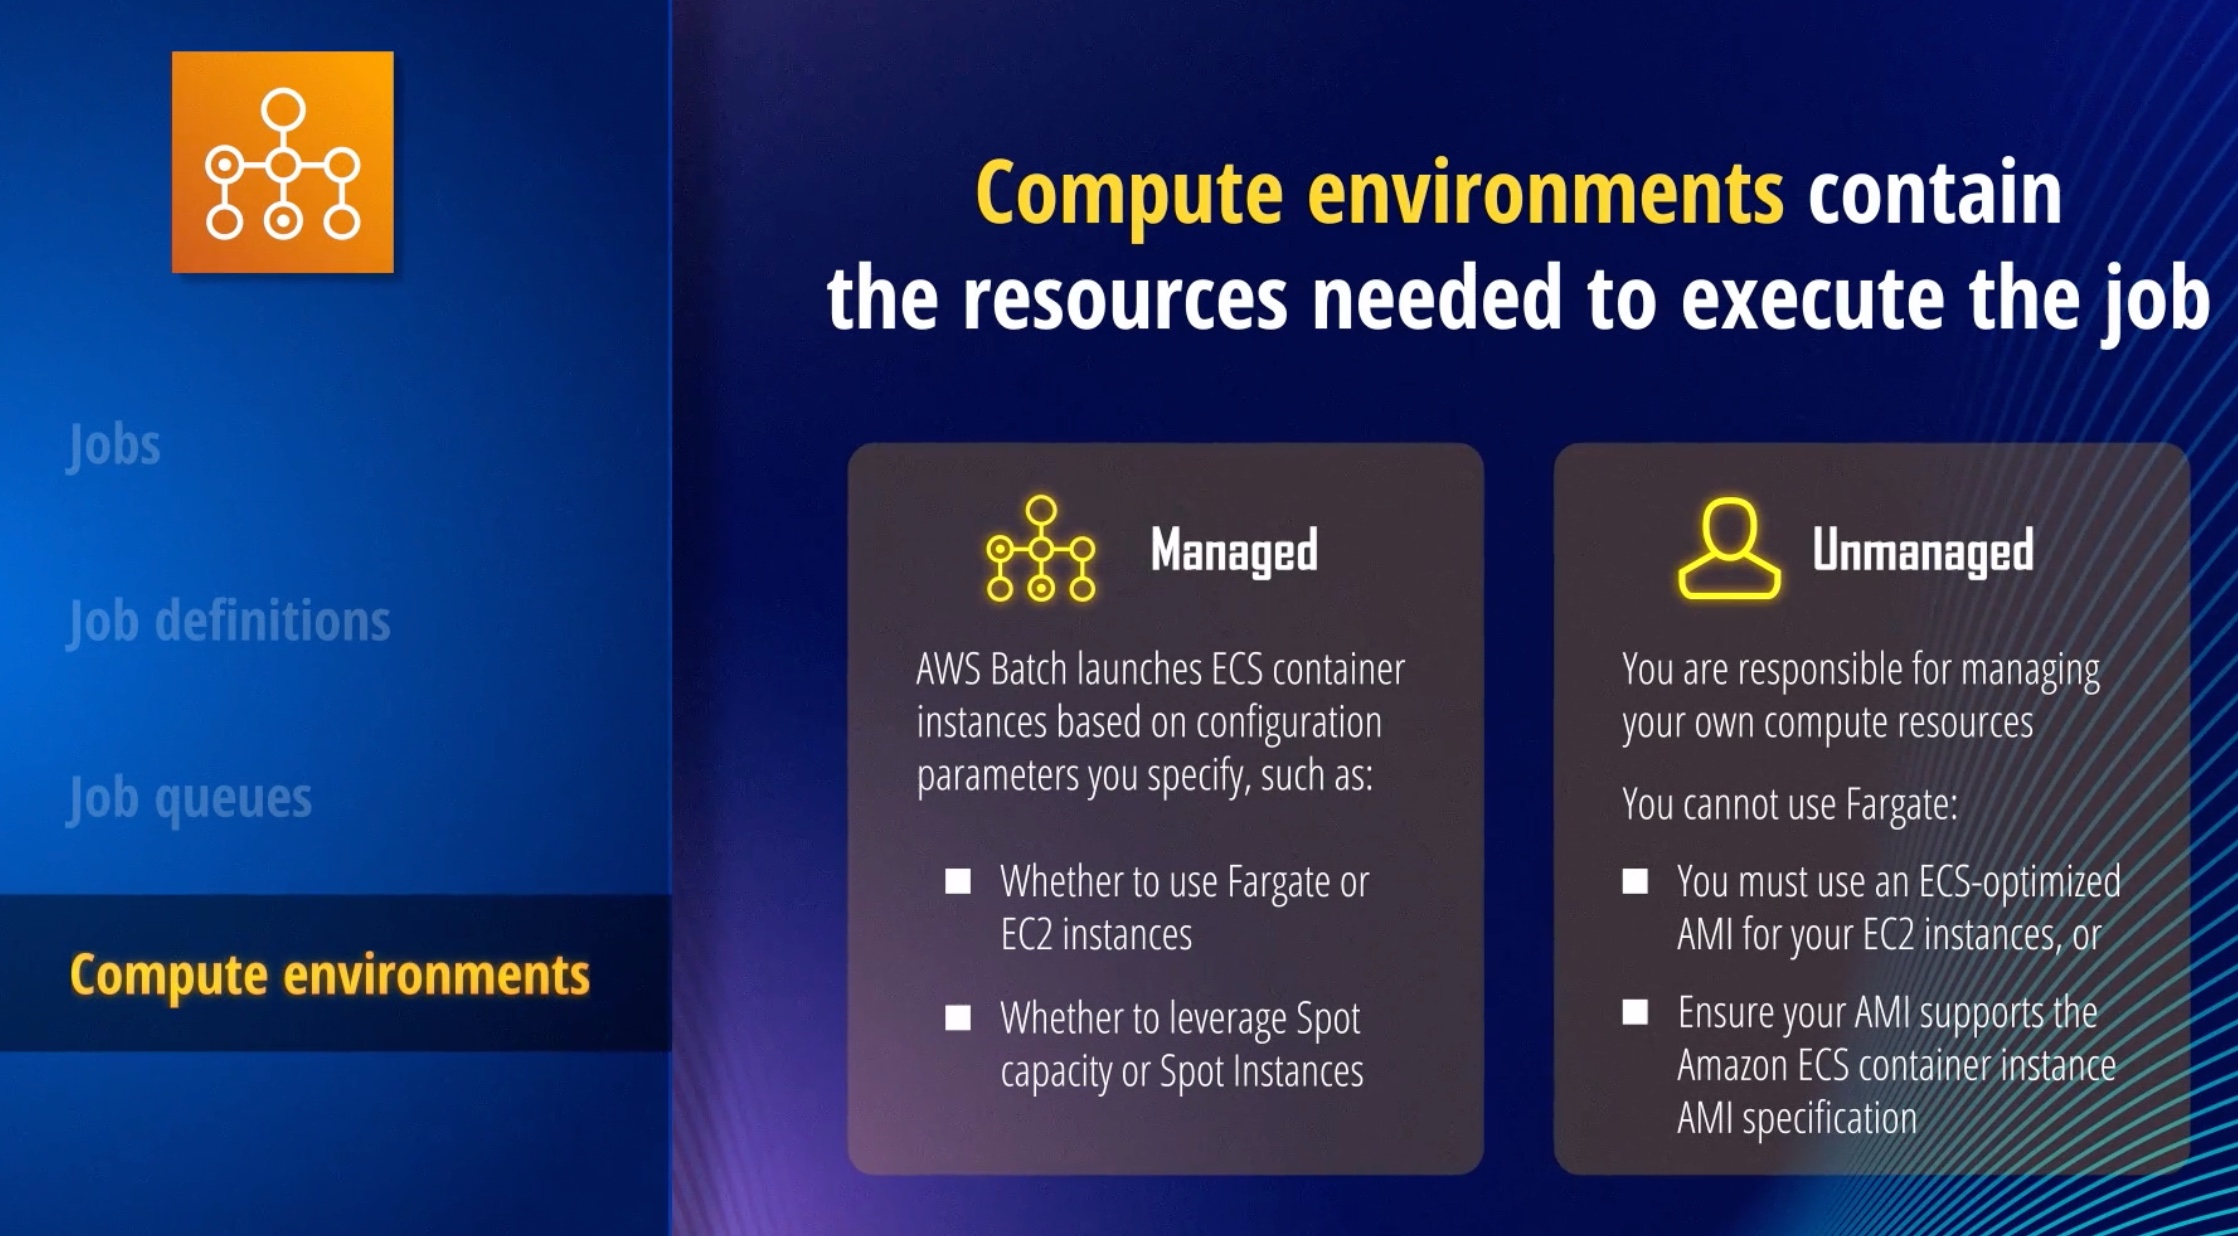 Jobs
Job definitions
Job queues
Compute environments
Compute environments contain
the resources needed to execute the job
Managed
AWS Batch launches ECS container
instances based on configuration
parameters you specify, such as:
Whether to use Fargate or
EC2 instances
Whether to leverage Spot
capacity or Spot Instances
Unmanaged
You are responsible for managing
your own compute resources
You cannot use Fargate:
You must use an ECS-optimized
AMI for your EC2 instances, or
Ensure your AMI supports the
Amazon ECS container instance
AMI specification